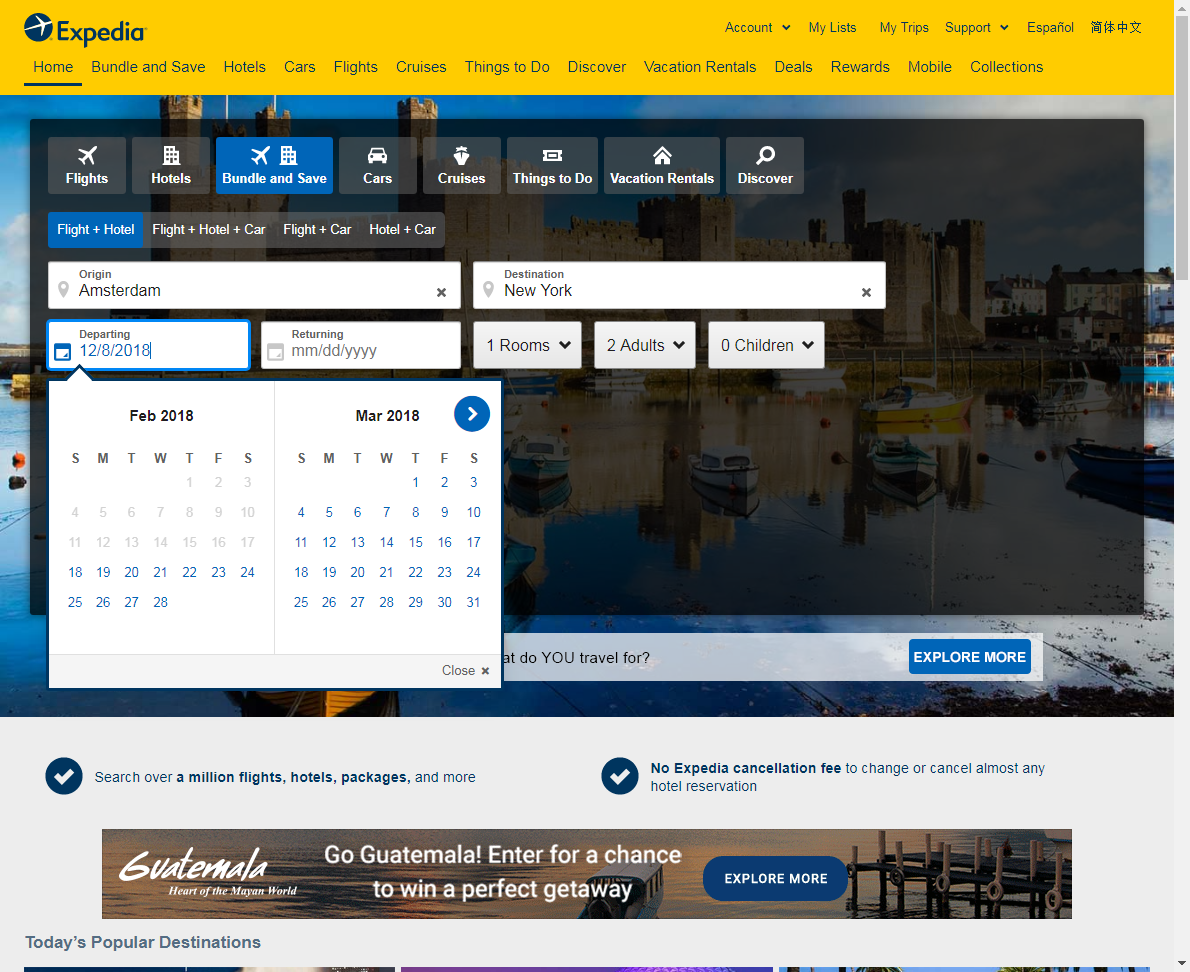 Expedia
Account My Lists My Trips Support Español 简体中文
Home Bundle and Save Hotels Cars Flights Cruises Things to Do Discover Vacation Rentals Deals Rewards Mobile Collections
Flights Hotels Bundle and Save Cars Cruises Things to Do Vacation Rentals Discover
Flight + Hotel Flight + Hotel + Car Flight + Car Hotel + Car
Origin
Amsterdam
Destination
New York
Departing
12/8/2018
Returning
mm/dd/yyyy
1 Rooms 2 Adults 0 Children
Feb 2018
S M T W T F S
1 2 3
4 5 6 7 8 9 10
11 12 13 14 15 16 17
18 19 20 21 22 23 24
25 26 27 28
Mar 2018
S M T W T F S
1 2 3
4 5 6 7 8 9 10
11 12 13 14 15 16 17
18 19 20 21 22 23 24
25 26 27 28 29 30 31
Close
at do YOU travel for?
EXPLORE MORE
Search over a million flights, hotels, packages, and more
No Expedia cancellation fee to change or cancel almost any
hotel reservation
Guatemala
Heart of the Mayan World
Go Guatemala! Enter for a chance
to win a perfect getaway
EXPLORE MORE
Today’s Popular Destinations